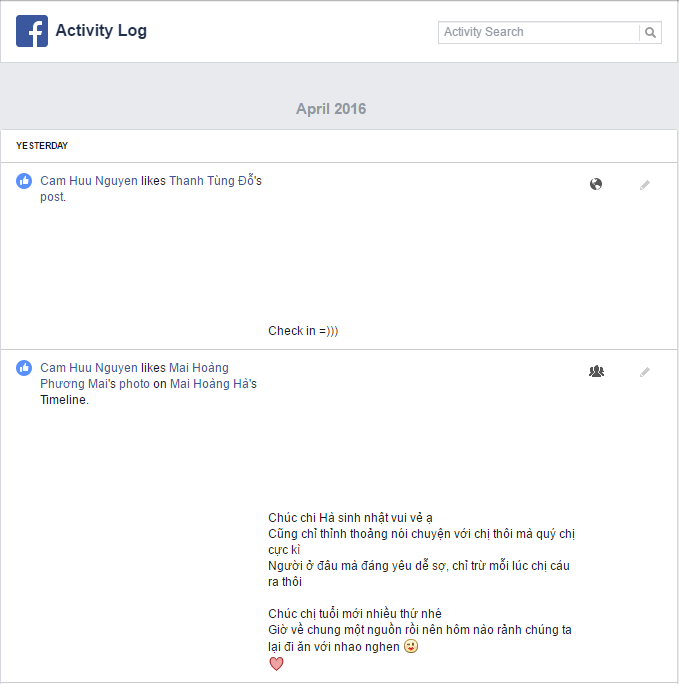 Activity Log
Activity Search
April 2016
YESTERDAY
Cam Huu Nguyen likes Thanh Tùng Đỗ's
post.
Check in =)))
Cam Huu Nguyen likes Mai Hoàng
Phương Mai's photo on Mai Hoàng Hà's
Timeline.
Chúc chi Hà sinh nhật vui vẻ ạ
Cũng chỉ thỉnh thoảng nói chuyện với chị thôi mà quý chị
cực kì
Người ở đâu mà đáng yêu dễ sợ, chỉ trừ mỗi lúc chị cáu
ra thôi
Chúc chị tuổi mới nhiều thứ nhé
Giờ về chung một nguồn rồi nên hôm nào rảnh chúng ta
lại đi ăn với nhao nghen